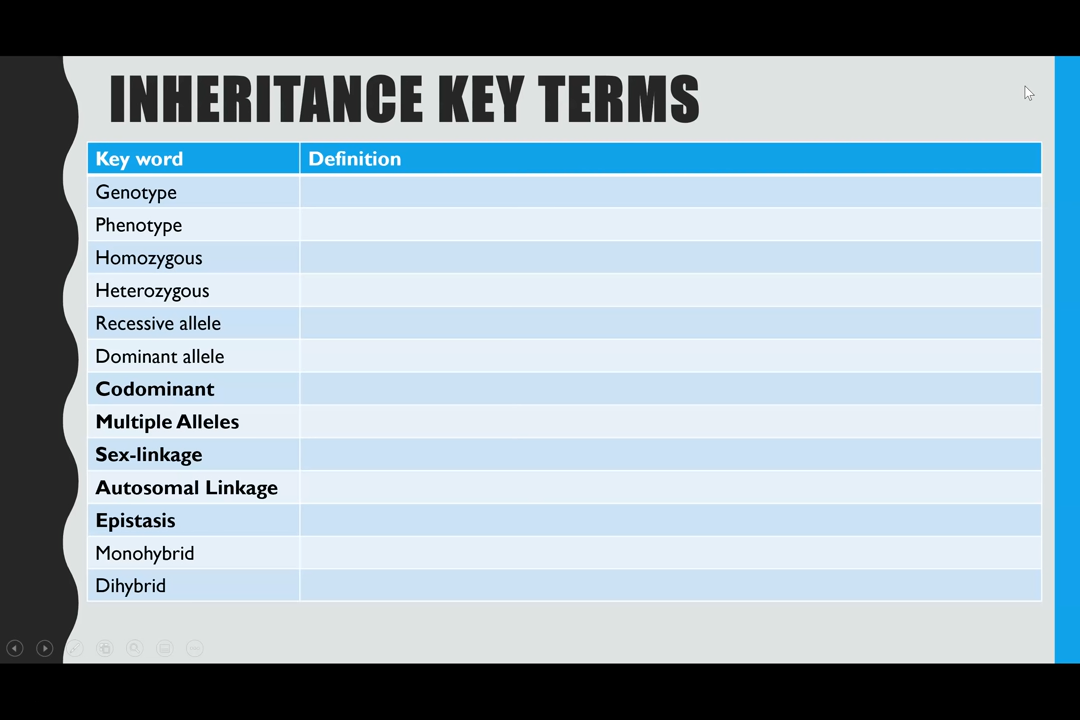 INHERITANCE KEY TERMS
Key word Definition
Genotype
Phenotype
Homozygous
Heterozygous
Recessive allele
Dominant allele
Codominant
Multiple Alleles
Sex-linkage
Autosomal Linkage
Epistasis
Monohybrid
Dihybrid